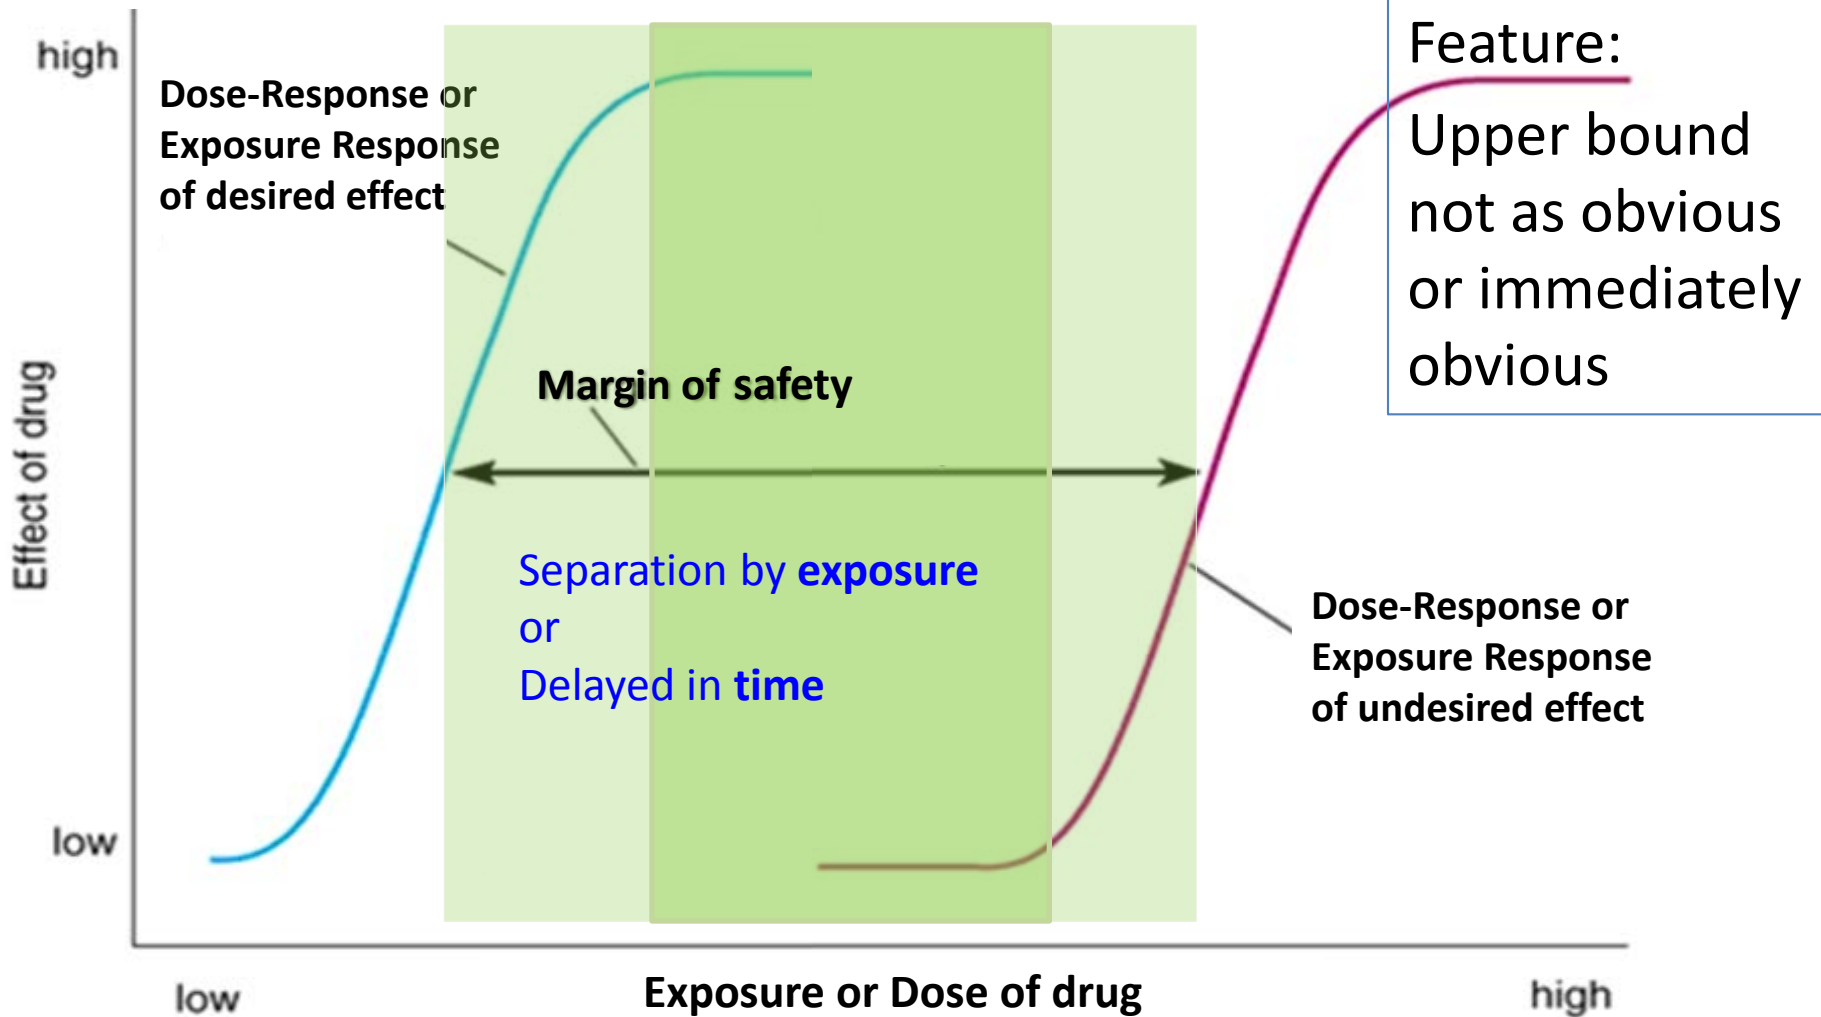 high
Dose-Response or
Exposure Response
of desired effect
Feature:
Upper bound
not as obvious
or immediately
obvious
Margin of safety
Effect of drug
Separation by exposure
or
Delayed in time
Dose-Response or
Exposure Response
of undesired effect
low
low
Exposure or Dose of drug
high